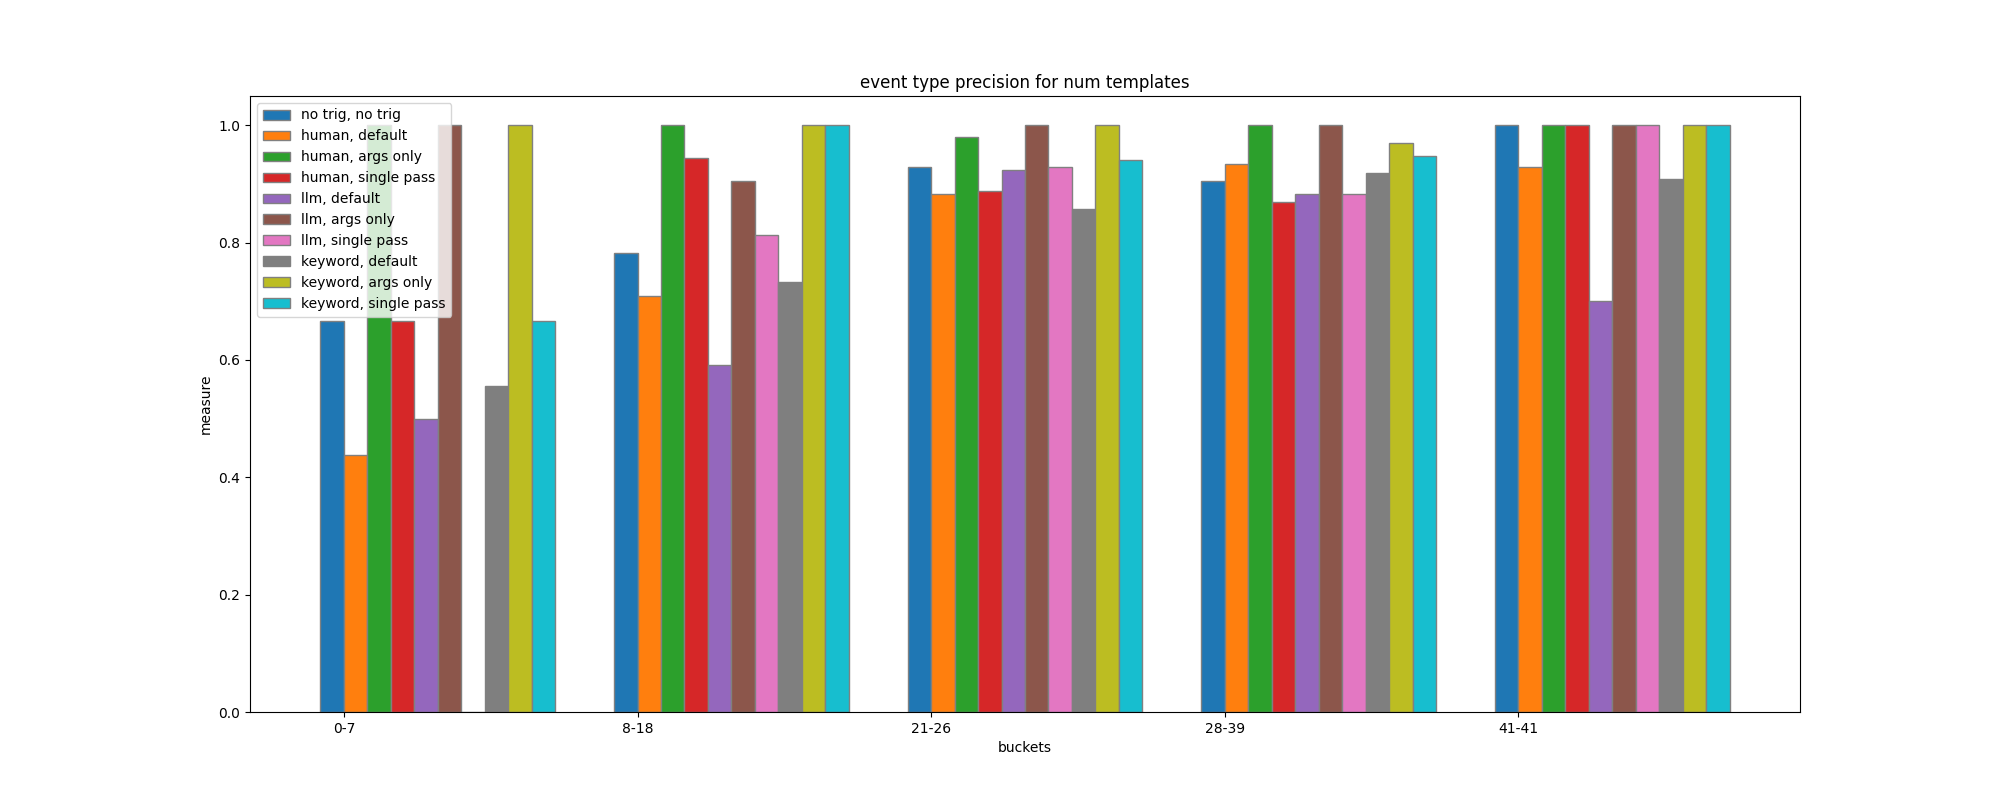 event type precision for num templates
no trig, no trig
human, default
human, args only
human, single pass
llm, default
llm, args only
llm, single pass
keyword, default
keyword, args only
keyword, single pass
1.0
0.8
0.6
0.4
0.2
0.0
measure
0-7 8-18 21-26 28-39 41-41
buckets